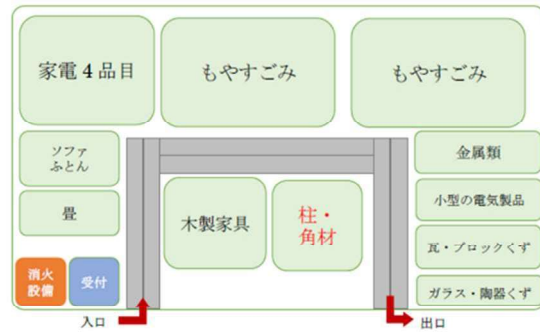 家電4品目
もやすごみ
もやすごみ
ソファ
ふとん
畳
消火
設備
受付
木製家具
柱・
角材
金属類
小型の電気製品
瓦・ブロックくず
ガラス・陶器くず
入口
出口